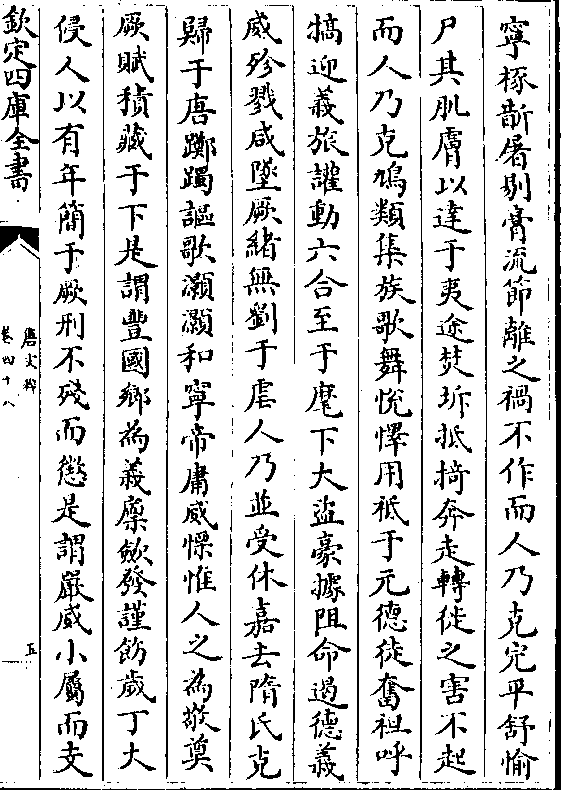 寧椓斮屠剔膏流節離之禍不作而人乃克完平舒愉
尸其肌膚以達于夷途焚坼抵掎奔走轉徙之害不起
而人乃克鳩類集族歌舞悅懌用祗于元德徒奮袒呼
犒迎義旅讙動六合至于麾下大盜豪據阻命遏德義
威殄戮咸墜厥緒無劉于虐人乃並受休嘉去隋氏克
歸于唐躑躅謳歌灝灝和寧帝庸威慄惟人之為敬奠
厥賦積藏于下是謂豐國鄉為義廩斂發謹飭歲丁大
侵人以有年簡于厥刑不殘而懲是謂嚴威小屬而支
欽定四庫全書
唐文粹
卷四十八
五